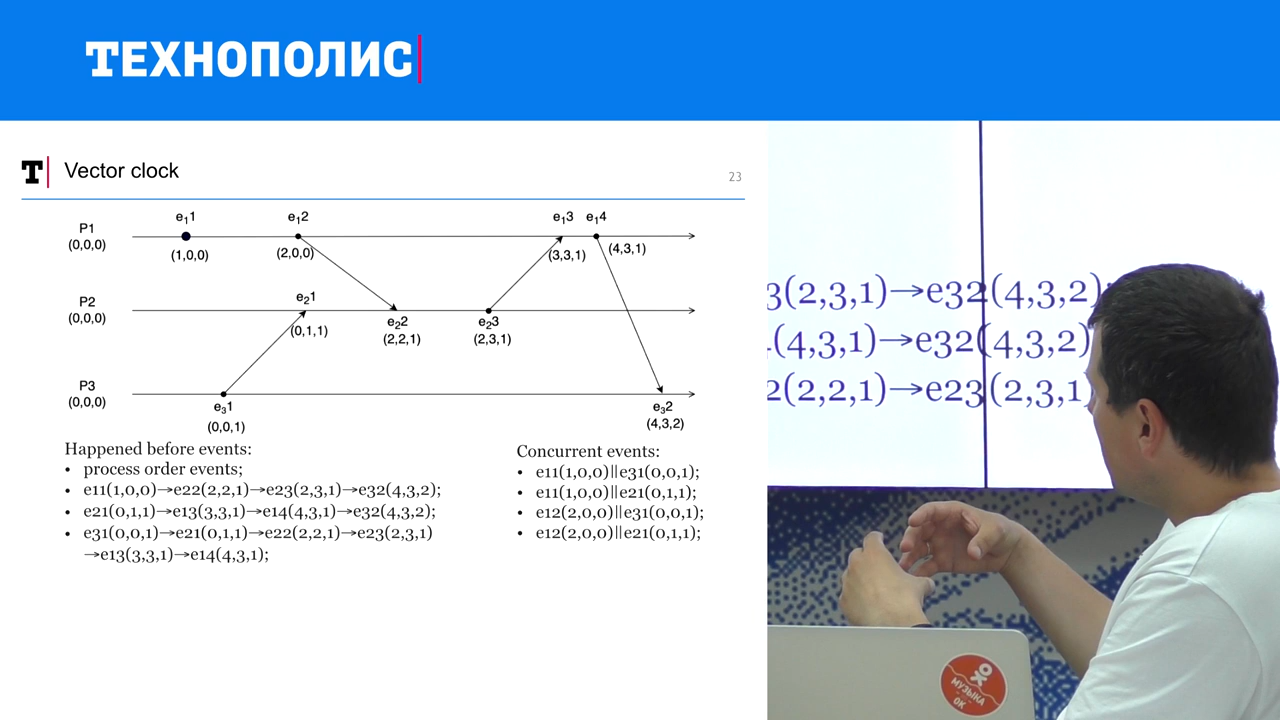 ТЕХНОПОЛИС
T Vector clock
23
e₁1 e₁2 e₁3 e₁4
P1
(0,0,0)
(1,0,0) (2,0,0) (3,3,1) (4,3,1)
P2
(0,0,0)
e₂1
(0,1,1)
e₂2
(2,2,1)
e₂3
(2,3,1)
P3
(0,0,0)
e₃1
(0,0,1)
e₃2
(4,3,2)
Happened before events:
• process order events;
• e11(1,0,0)→e22(2,2,1)→e23(2,3,1)→e32(4,3,2);
• e21(0,1,1)→e13(3,3,1)→e14(4,3,1)→e32(4,3,2);
• e31(0,0,1)→e21(0,1,1)→e22(2,2,1)→e23(2,3,1)
→e13(3,3,1)→e14(4,3,1);
Concurrent events:
• e11(1,0,0)||e31(0,0,1);
• e11(1,0,0)||e21(0,1,1);
• e12(2,0,0)||e31(0,0,1);
• e12(2,0,0)||e21(0,1,1);
3(2,3,1)→e32(4,3,2);
(4,3,1)→e32(4,3,2)
2(2,2,1)→e23(2,3,1)
МУЗЫКА
OK